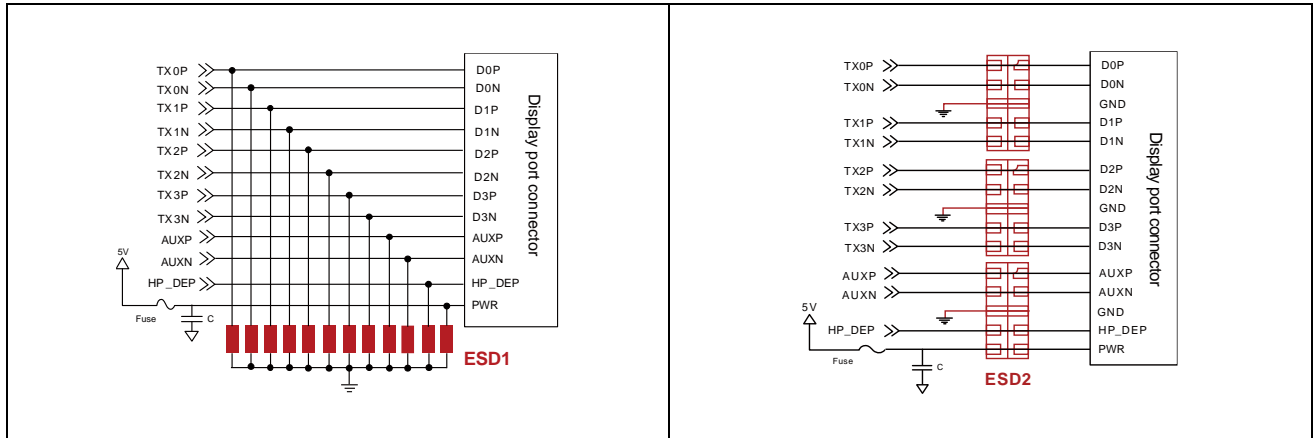 TX0P
D0P
TX0N
D0N
TX1P
D1P
TX1N
D1N
TX2P
D2P
TX2N
D2N
TX3P
D3P
TX3N
D3N
AUXP
AUXP
AUXN
AUXN
5V
HP_DEP
HP_DEP
PWR
Fuse
C
Display port connector
ESD1
TX0P
D0P
TX0N
D0N
GND
TX1P
D1P
TX1N
D1N
TX2P
D2P
TX2N
D2N
GND
TX3P
D3P
TX3N
D3N
AUXP
AUXP
AUXN
AUXN
GND
5V
HP_DEP
HP_DEP
PWR
Fuse
C
Display port connector
ESD2